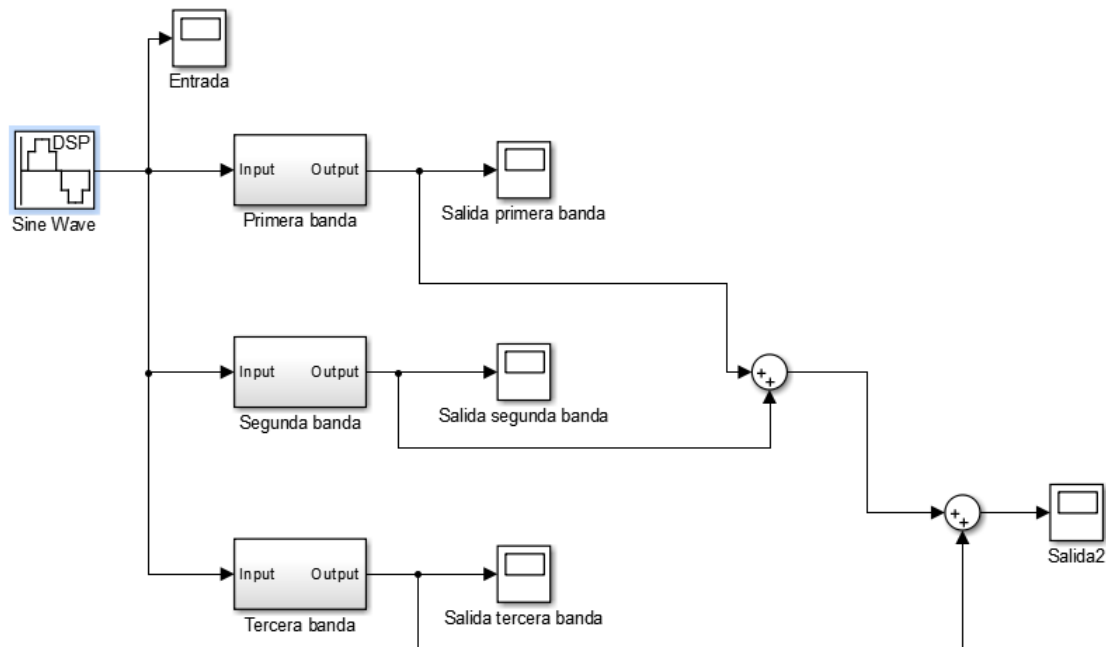 Entrada
DSP
Sine Wave
Input Output
Primera banda
Salida primera banda
Input Output
Segunda banda
Salida segunda banda
+
+
+
+
Salida2
Input Output
Tercera banda
Salida tercera banda